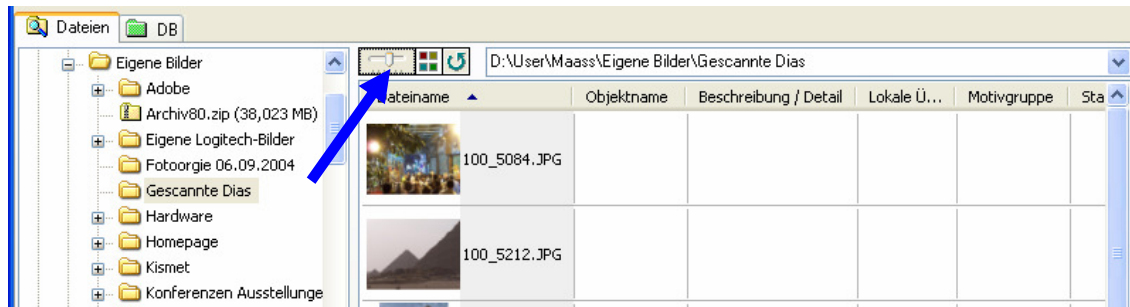 Dateien DB
Eigene Bilder
Adobe
Archiv80.zip (38,023 MB)
Eigene Logitech-Bilder
Fotoorgie 06.09.2004
Gescannte Dias
Hardware
Homepage
Kismet
Konferenzen Ausstellunge
D:\User\Maass\Eigene Bilder\Gescannte Dias
Dateiname Objektname Beschreibung / Detail Lokale Ü... Motivgruppe Sta
100_5084.JPG
100_5212.JPG